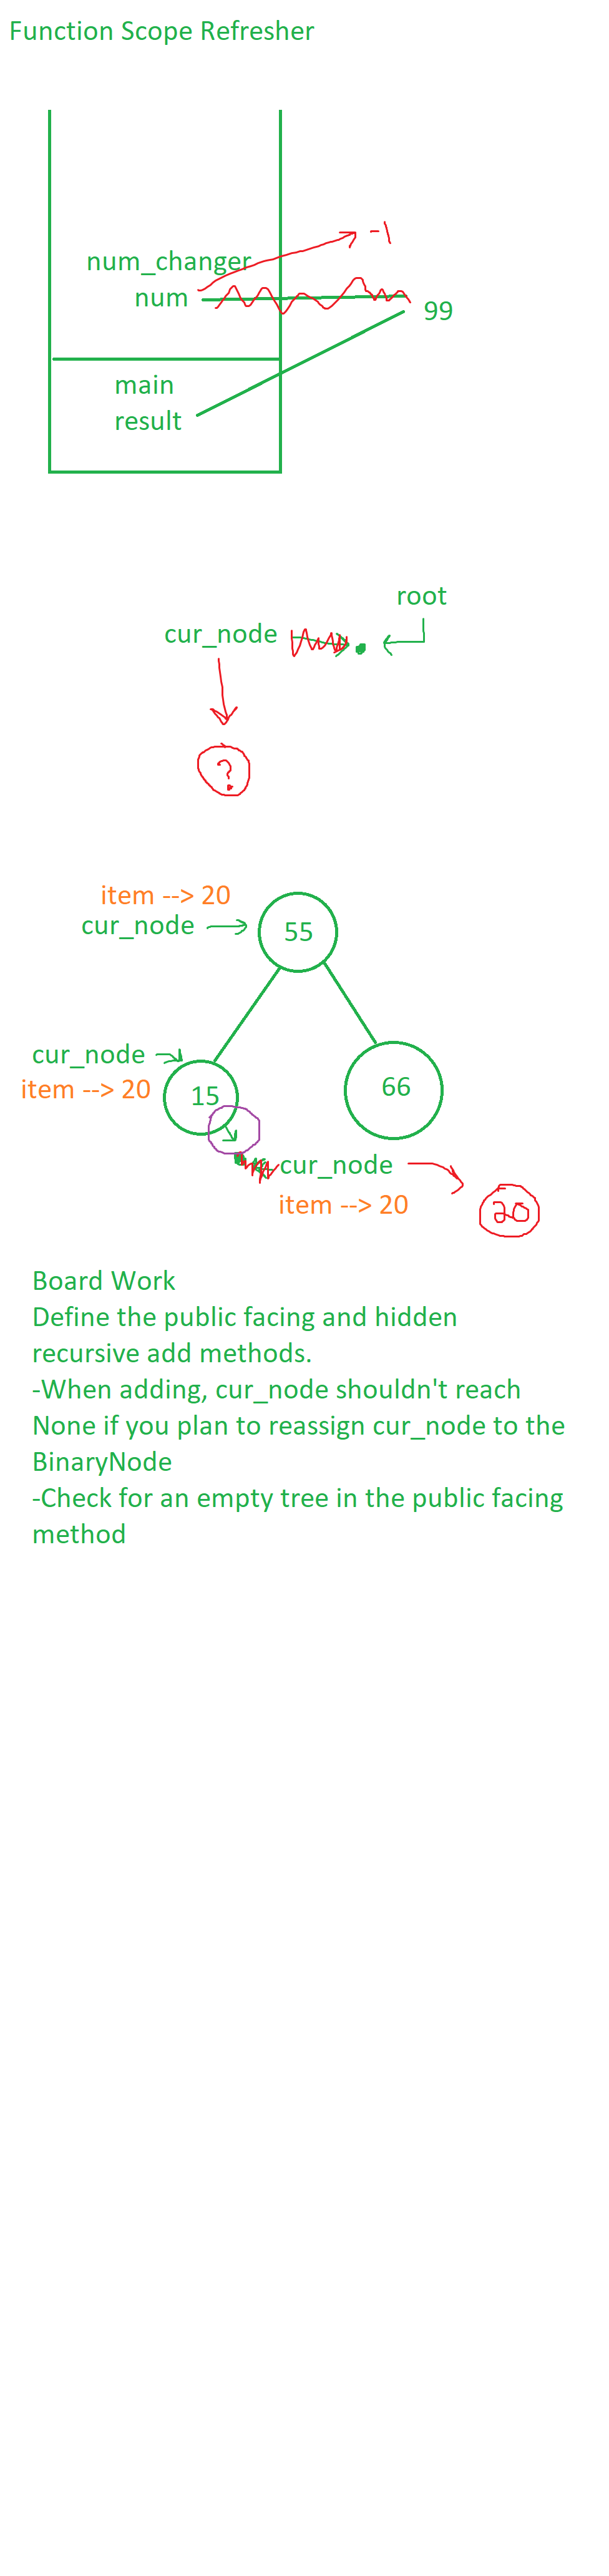 Function Scope Refresher
-1
num_changer
num
99
main
result
root
cur_node
?
item --> 20
cur_node
55
cur_node
item --> 20
15
66
cur_node
item --> 20
20
Board Work
Define the public facing and hidden
recursive add methods.
-When adding, cur_node shouldn't reach
None if you plan to reassign cur_node to the
BinaryNode
-Check for an empty tree in the public facing
method